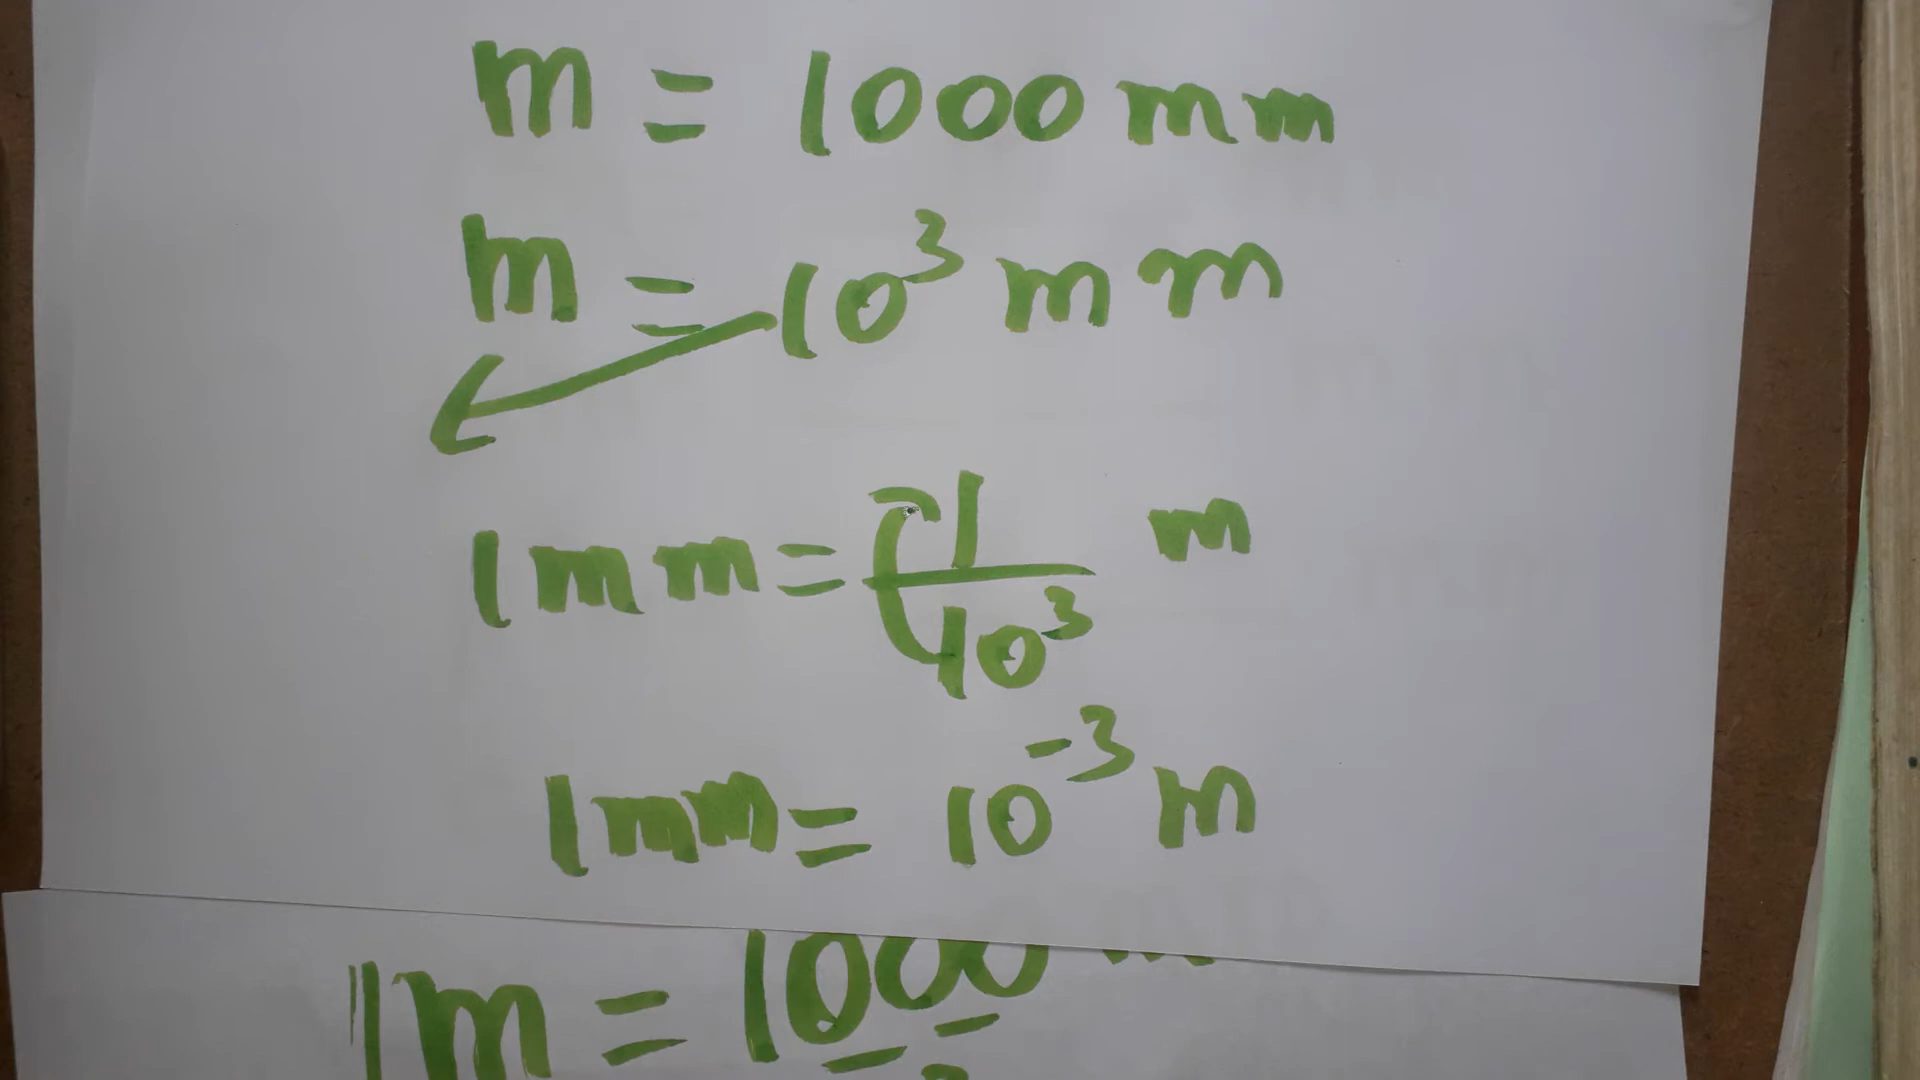 m = 1000 mm
m = 10³ mm
1mm = 1/10³ m
1mm = 10⁻³ m
1m = 1000